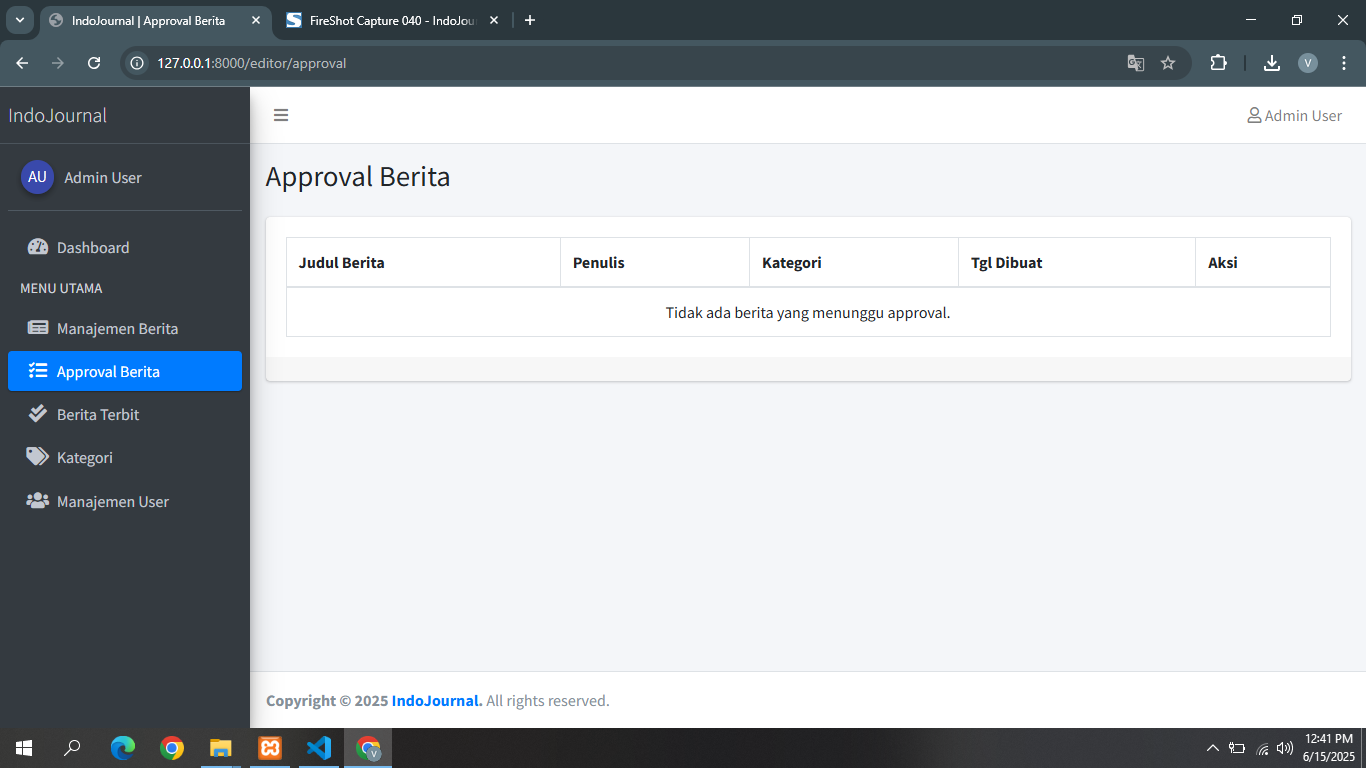 IndoJournal | Approval Berita
FireShot Capture 040 - IndoJou
127.0.0.1:8000/editor/approval
V
IndoJournal
Admin User
AU
Admin User
Dashboard
MENU UTAMA
Manajemen Berita
Approval Berita
Berita Terbit
Kategori
Manajemen User
Approval Berita
Judul Berita Penulis Kategori Tgl Dibuat Aksi
Tidak ada berita yang menunggu approval.
Copyright © 2025 IndoJournal. All rights reserved.
V
12:41 PM
6/15/2025